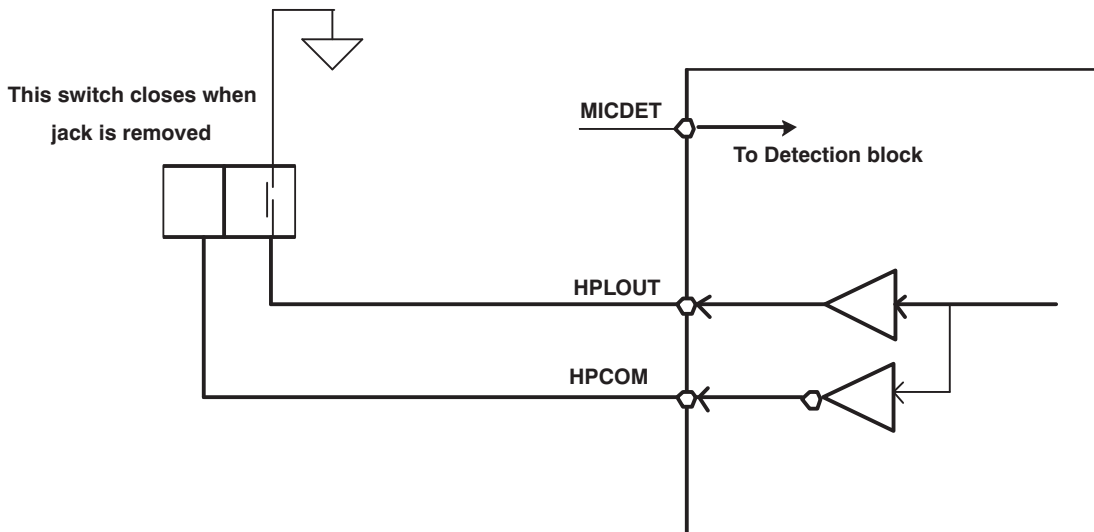 This switch closes when
jack is removed
MICDET
To Detection block
HPLOUT
HPCOM